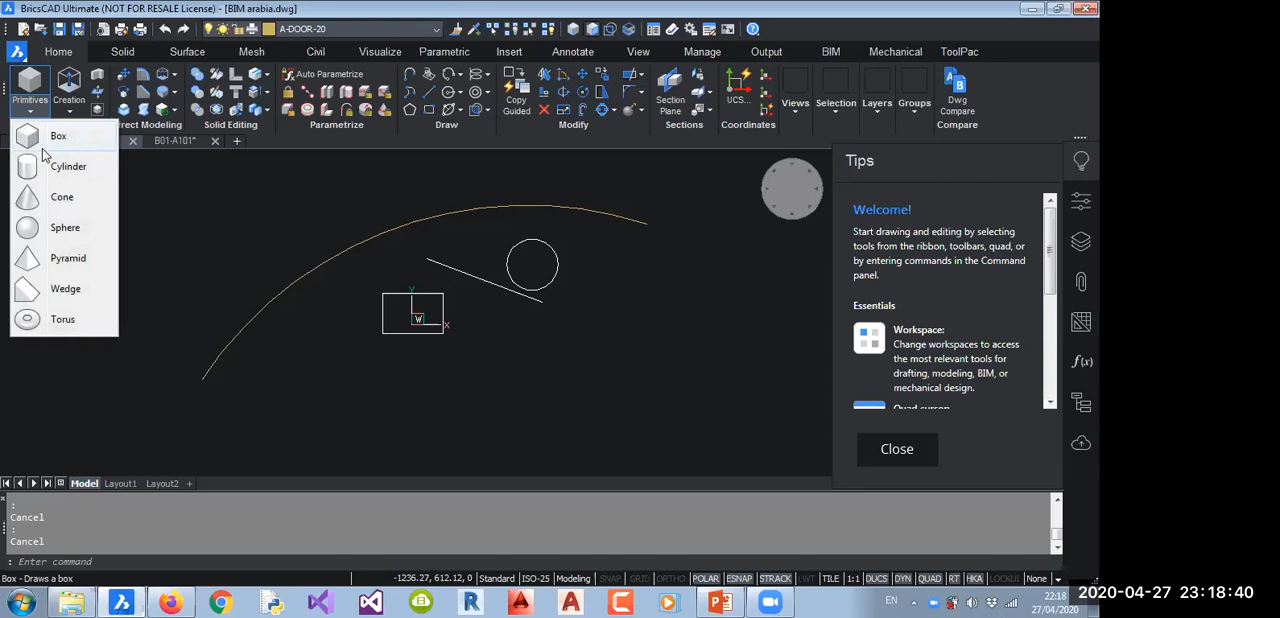 BricsCAD Ultimate (NOT FOR RESALE License) - [BIM arabia.dwg]
A-DOOR-20
Home Solid Surface Mesh Civil Visualize Parametric Insert Annotate View Manage Output BIM Mechanical ToolPac
Auto Parametrize
Primitives Creation Copy Guided Section Plane UCS... Views Selection Layers Groups Dwg Compare
Direct Modeling Solid Editing Parametrize Draw Modify Sections Coordinates Compare
B01-A101*
Box
Cylinder
Cone
Sphere
Pyramid
Wedge
Torus
Y
W
X
Tips
Welcome!
Start drawing and editing by selecting
tools from the ribbon, toolbars, quad, or
by entering commands in the Command
panel.
Essentials
Workspace:
Change workspaces to access
the most relevant tools for
drafting, modeling, BIM, or
mechanical design.
Quad cursor:
Close
Model Layout1 Layout2 +
:
Cancel
:
Cancel
: Enter command
Box - Draws a box
-1236.27, 612.12, 0 Standard ISO-25 Modeling SNAP GRID ORTHO POLAR ESNAP STRACK LWT TILE 1:1 DUCS DYN QUAD RT HKA LOCKUI None
EN
22:18
27/04/2020
2020-04-27 23:18:40